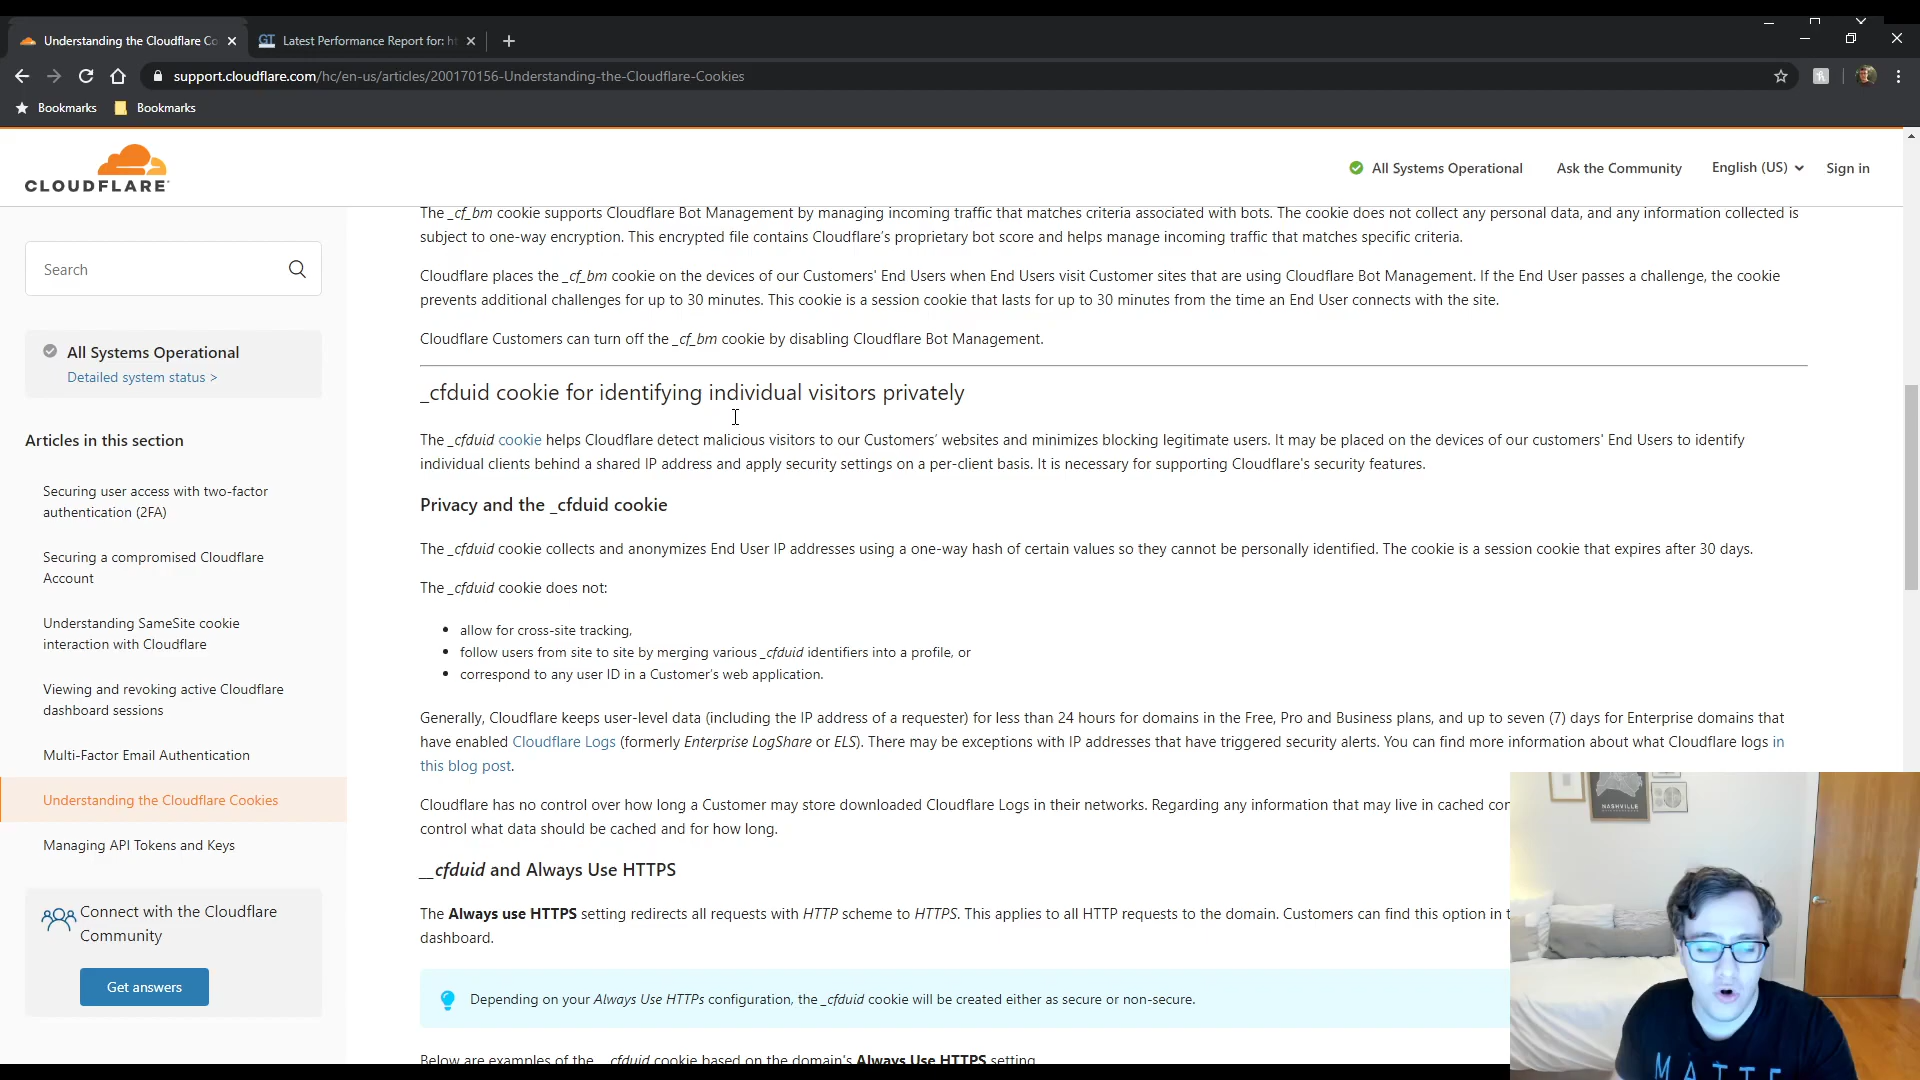 Understanding the Cloudflare Co
GT Latest Performance Report for: h
support.cloudflare.com/hc/en-us/articles/200170156-Understanding-the-Cloudflare-Cookies
Bookmarks Bookmarks
CLOUDFLARE
All Systems Operational Ask the Community English (US) Sign in
Search
All Systems Operational
Detailed system status >
Articles in this section
Securing user access with two-factor
authentication (2FA)
Securing a compromised Cloudflare
Account
Understanding SameSite cookie
interaction with Cloudflare
Viewing and revoking active Cloudflare
dashboard sessions
Multi-Factor Email Authentication
Understanding the Cloudflare Cookies
Managing API Tokens and Keys
Connect with the Cloudflare
Community
Get answers
The _cf_bm cookie supports Cloudflare Bot Management by managing incoming traffic that matches criteria associated with bots. The cookie does not collect any personal data, and any information collected is
subject to one-way encryption. This encrypted file contains Cloudflare's proprietary bot score and helps manage incoming traffic that matches specific criteria.
Cloudflare places the _cf_bm cookie on the devices of our Customers' End Users when End Users visit Customer sites that are using Cloudflare Bot Management. If the End User passes a challenge, the cookie
prevents additional challenges for up to 30 minutes. This cookie is a session cookie that lasts for up to 30 minutes from the time an End User connects with the site.
Cloudflare Customers can turn off the _cf_bm cookie by disabling Cloudflare Bot Management.
_cfduid cookie for identifying individual visitors privately
The _cfduid cookie helps Cloudflare detect malicious visitors to our Customers' websites and minimizes blocking legitimate users. It may be placed on the devices of our customers' End Users to identify
individual clients behind a shared IP address and apply security settings on a per-client basis. It is necessary for supporting Cloudflare's security features.
Privacy and the _cfduid cookie
The _cfduid cookie collects and anonymizes End User IP addresses using a one-way hash of certain values so they cannot be personally identified. The cookie is a session cookie that expires after 30 days.
The _cfduid cookie does not:
• allow for cross-site tracking,
• follow users from site to site by merging various _cfduid identifiers into a profile, or
• correspond to any user ID in a Customer's web application.
Generally, Cloudflare keeps user-level data (including the IP address of a requester) for less than 24 hours for domains in the Free, Pro and Business plans, and up to seven (7) days for Enterprise domains that
have enabled Cloudflare Logs (formerly Enterprise LogShare or ELS). There may be exceptions with IP addresses that have triggered security alerts. You can find more information about what Cloudflare logs in
this blog post.
Cloudflare has no control over how long a Customer may store downloaded Cloudflare Logs in their networks. Regarding any information that may live in cached con
control what data should be cached and for how long.
__cfduid and Always Use HTTPS
The Always use HTTPS setting redirects all requests with HTTP scheme to HTTPS. This applies to all HTTP requests to the domain. Customers can find this option in t
dashboard.
Depending on your Always Use HTTPs configuration, the _cfduid cookie will be created either as secure or non-secure.
Below are examples of the __cfduid cookie based on the domain's Always Use HTTPS setting
NASHVILLE
MATTE